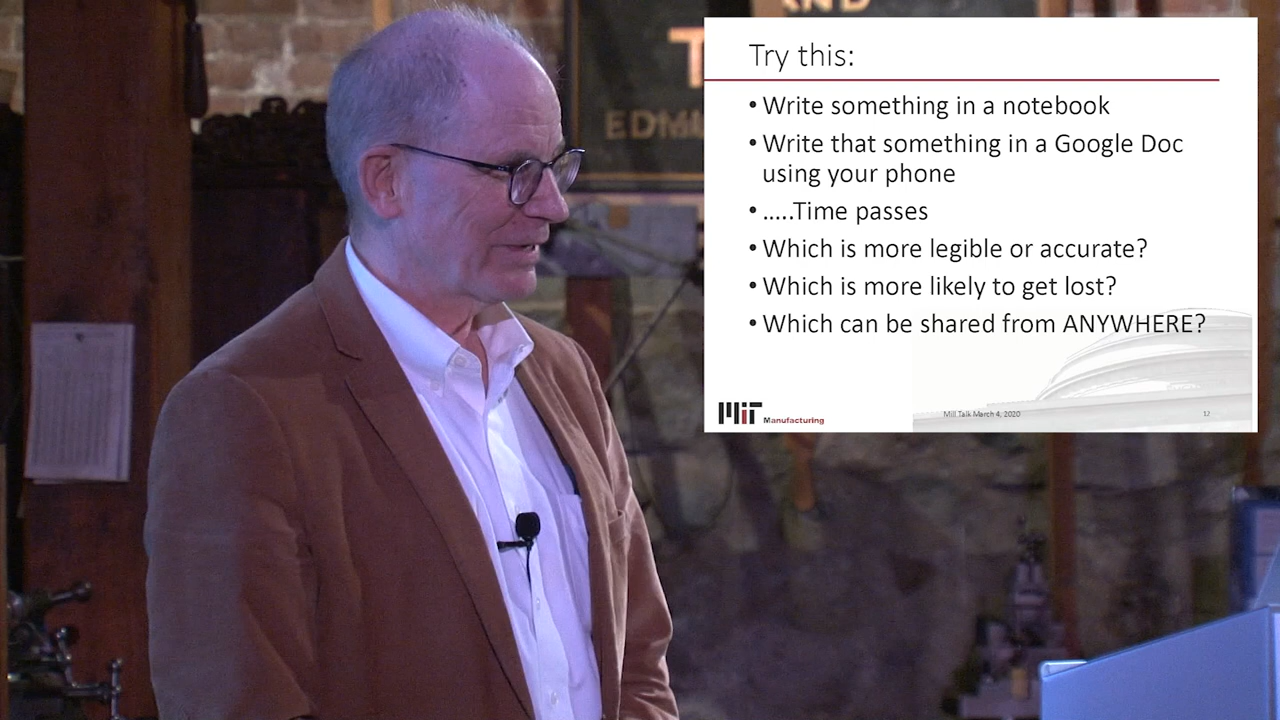 AND
T
EDMU
Try this:
• Write something in a notebook
• Write that something in a Google Doc
using your phone
• .....Time passes
• Which is more legible or accurate?
• Which is more likely to get lost?
• Which can be shared from ANYWHERE?
MIT Manufacturing
Mill Talk March 4, 2020
12